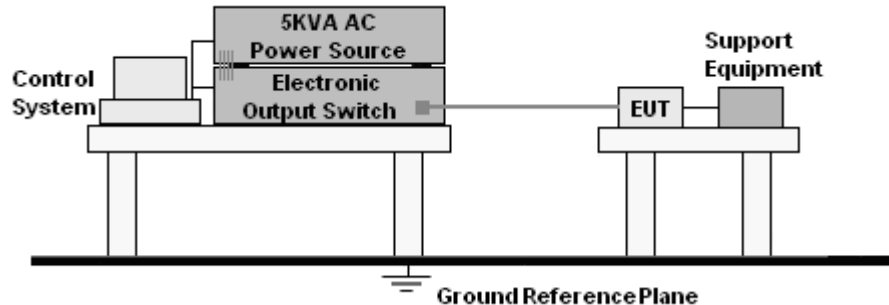 5KVA AC
Power Source
Support
Equipment
Control
System
Electronic
Output Switch
EUT
Ground Reference Plane